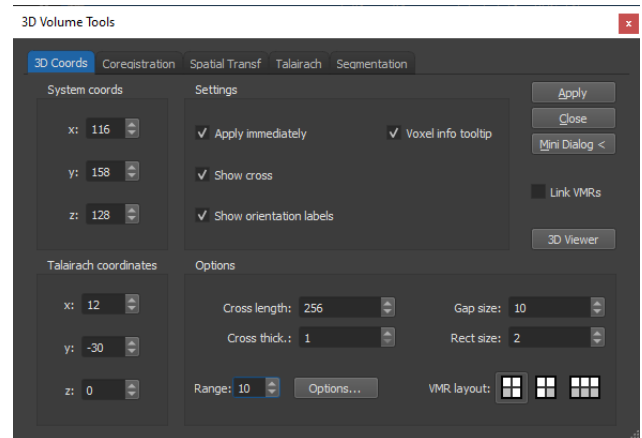 3D Volume Tools
x
3D Coords Coregistration Spatial Transf Talairach Segmentation
System coords
x: 116
y: 158
z: 128
Settings
Apply immediately
Voxel info tooltip
Show cross
Show orientation labels
Apply
Close
Mini Dialog <
Link VMRs
3D Viewer
Talairach coordinates
x: 12
y: -30
z: 0
Options
Cross length: 256
Gap size: 10
Cross thick.: 1
Rect size: 2
Range: 10
Options...
VMR layout: